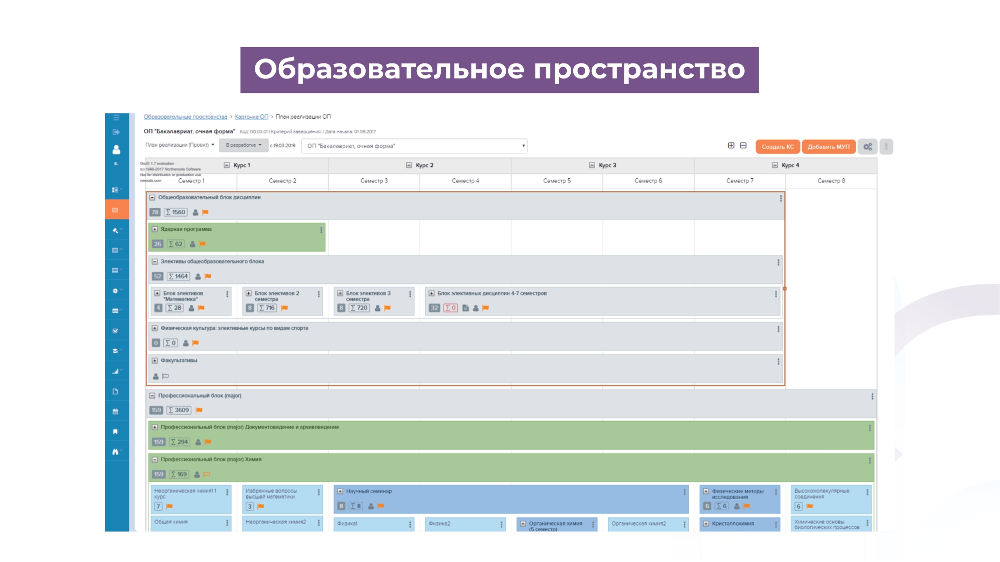 Образовательное пространство
Образовательные пространства > Карточка ОП > План реализации ОП
ОП "Бакалавриат, очная форма" Код: 00.03.01 | Критерий завершения: | Дата начала: 01.09.2017
План реализации (Проект) В разработке с 19.03.2019 ОП "Бакалавриат, очная форма" Создать КС Добавить МУП
S.
GoJS 1.7 evaluation
(c) 1998-2017 Northwoods Software
Not for distribution or production use
nwoods.com
Курс 1 Курс 2 Курс 3 Курс 4
Семестр 1 Семестр 2 Семестр 3 Семестр 4 Семестр 5 Семестр 6 Семестр 7 Семестр 8
Общеобразовательный блок дисциплин
78 ∑ 1560
Ядерная программа
26 ∑ 62
Элективы общеобразовательного блока
52 ∑ 1464
Блок элективов "Математика"
4 ∑ 28
Блок элективов 2 семестра
8 ∑ 716
Блок элективов 3 семестра
8 ∑ 720
Блок элективных дисциплин 4-7 семестров
32 ∑ 0
Физическая культура: элективные курсы по видам спорта
0 ∑ 0
Факультативы
Профессиональный блок (major)
159 ∑ 3609
Профессиональный блок (major) Документоведение и архивоведение
159 ∑ 294
Профессиональный блок (major) Химия
159 ∑ 169
Неорганическая химия11 курс
7
Избранные вопросы высшей математики
3
Научный семинар
8 ∑ 8
Физические методы исследования
6 ∑ 6
Высокомолекулярные соединения
6
Общая химия
Неорганическая химия2
Физика1
Физика2
Органическая химия (5 семестр)
Органическая химия2
Кристаллохимия
Химические основы биологических процессов